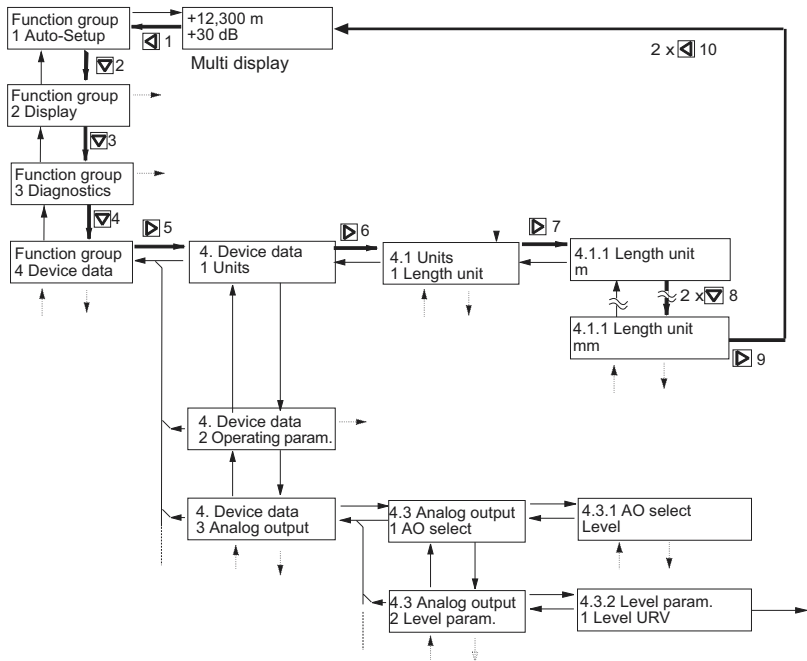 Function group
1 Auto-Setup
+12,300 m
+30 dB
1
Multi display
2 x 10
2
Function group
2 Display
3
Function group
3 Diagnostics
4
Function group
4 Device data
5
4. Device data
1 Units
6
4.1 Units
1 Length unit
7
4.1.1 Length unit
m
2 x 8
4.1.1 Length unit
mm
9
4. Device data
2 Operating param.
4. Device data
3 Analog output
4.3 Analog output
1 AO select
4.3.1 AO select
Level
4.3 Analog output
2 Level param.
4.3.2 Level param.
1 Level URV